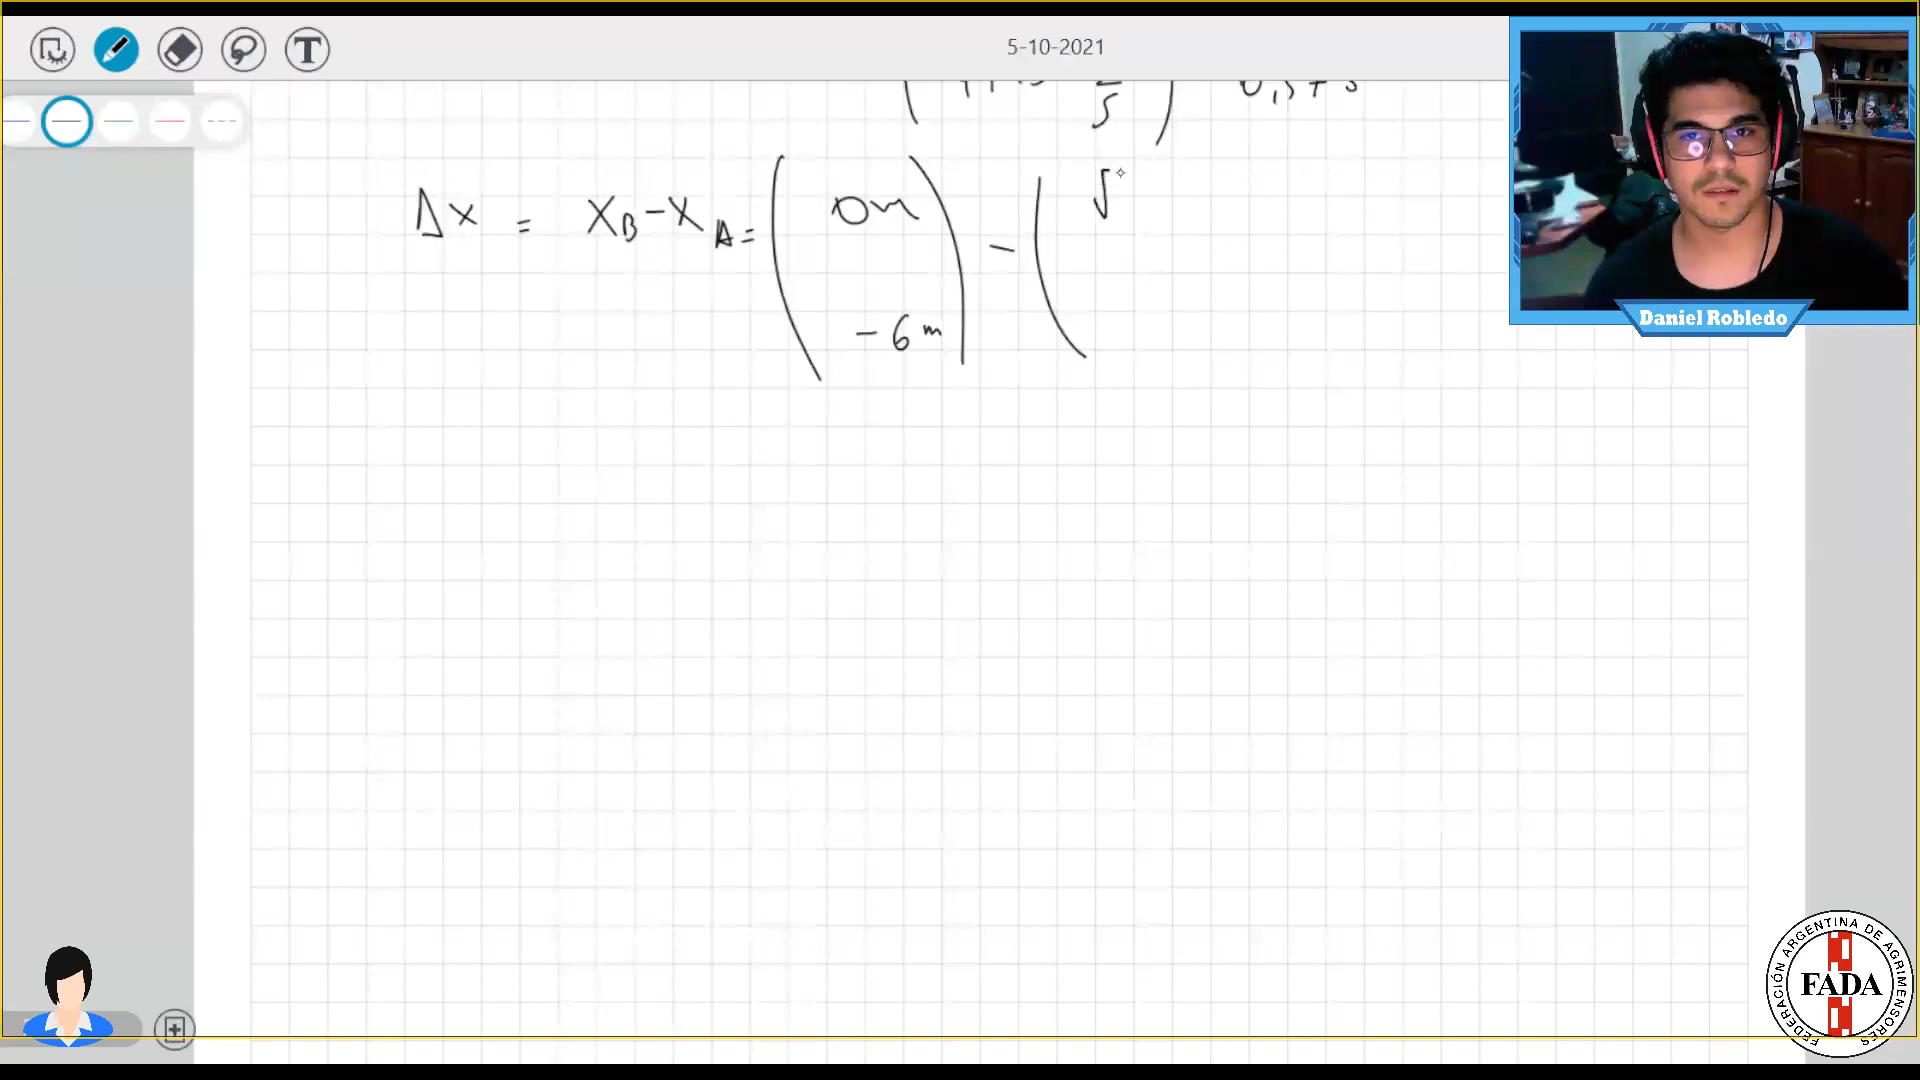 T
5-10-2021
Δx = X_B - X_A = ( 0m ) - (
- 6 m
Daniel Robledo
FEDERACIÓN ARGENTINA DE AGRIMENSORES
FADA